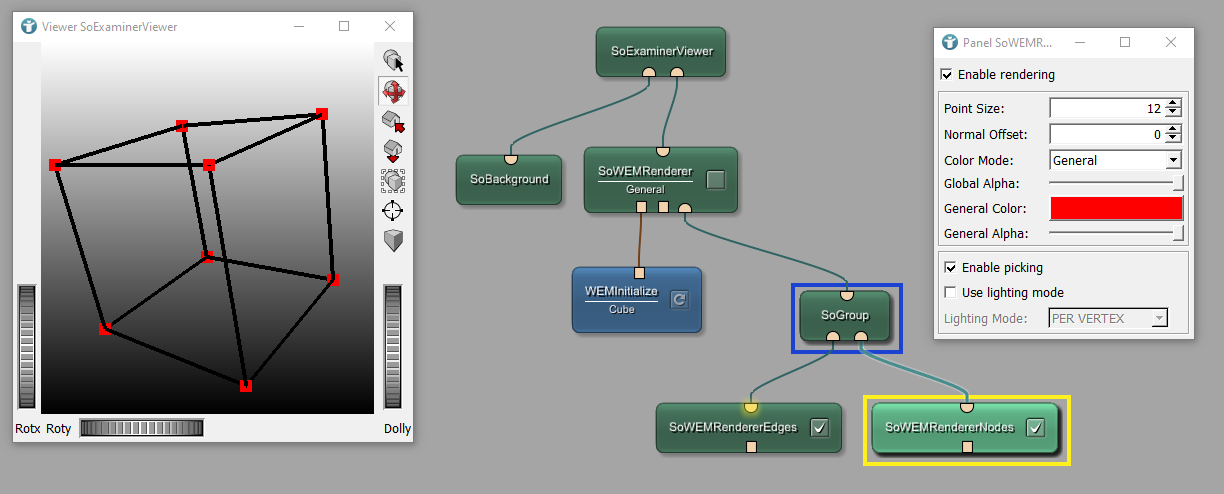 Viewer SoExaminerViewer
Rotx Roty
Dolly
SoExaminerViewer
SoBackground
SoWEMRenderer
General
WEMInitialize
Cube
SoGroup
SoWEMRendererEdges
SoWEMRendererNodes
Panel SoWEMR...
Enable rendering
Point Size: 12
Normal Offset: 0
Color Mode: General
Global Alpha:
General Color:
General Alpha:
Enable picking
Use lighting mode
Lighting Mode: PER VERTEX